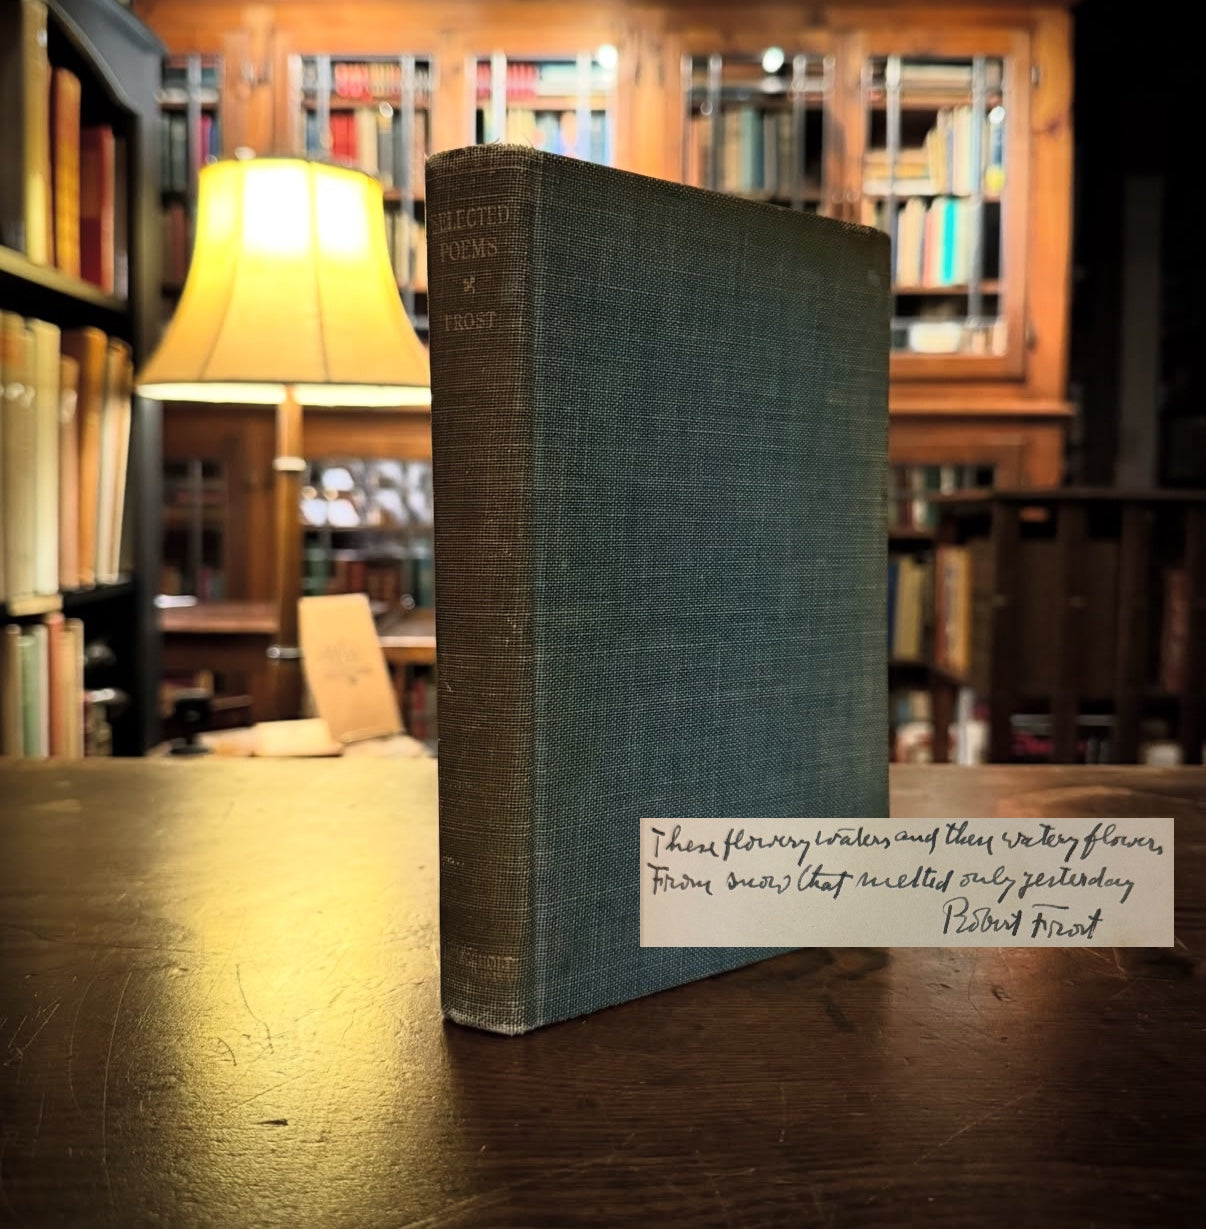 SELECTED
POEMS
FROST
These flowery waters and these watery flowers
From snow that melted only yesterday
Robert Frost